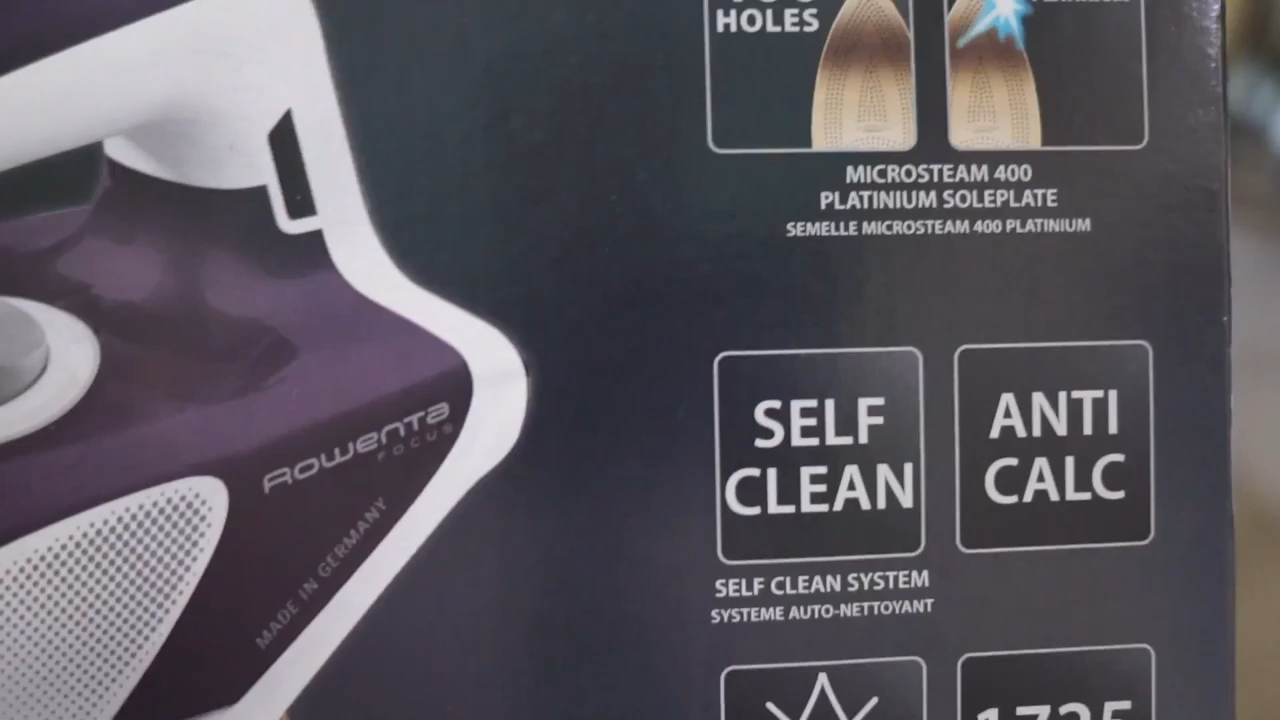 HOLES
MICROSTEAM 400
PLATINIUM SOLEPLATE
SEMELLE MICROSTEAM 400 PLATINIUM
SELF
CLEAN
ANTI
CALC
SELF CLEAN SYSTEM
SYSTEME AUTO-NETTOYANT
ROWENTA
FOCUS
MADE IN GERMANY
1725